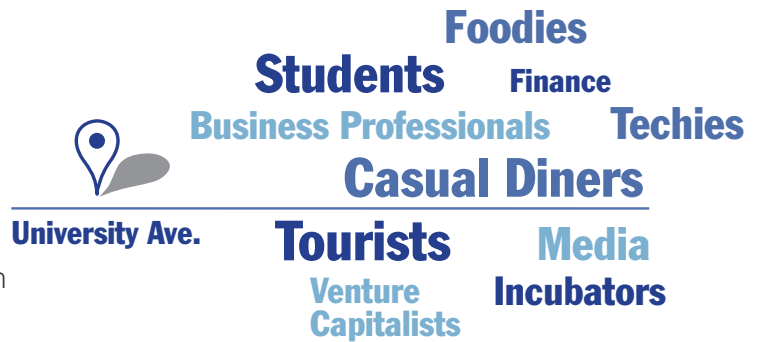 Foodies
Students
Finance
Business Professionals
Techies
Casual Diners
University Ave.
Tourists
Media
Venture
Capitalists
Incubators